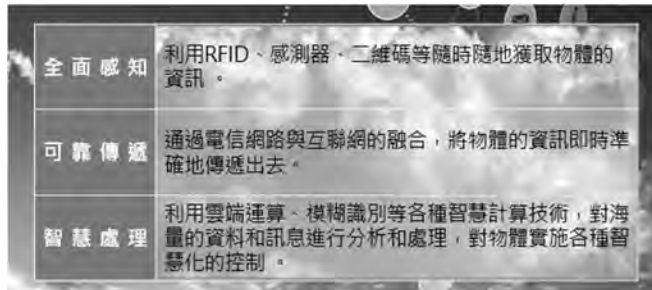 全面感知
利用RFID、感測器、二維碼等隨時隨地獲取物體的
資訊。
可靠傳遞
通過電信網路與互聯網的融合，將物體的資訊即時準
確地傳遞出去。
智慧處理
利用雲端運算、模糊識別等各種智慧計算技術，對海
量的資料和訊息進行分析和處理，對物體實施各種智
慧化的控制。